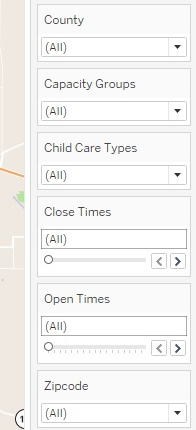 County
(All)
Capacity Groups
(All)
Child Care Types
(All)
Close Times
(All)
Open Times
(All)
Zipcode
(All)